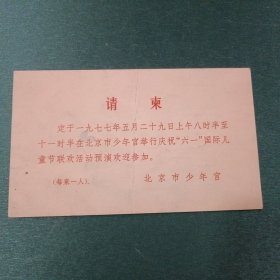 请柬
定于一九七七年五月二十九日上午八时半至
十一时半在北京市少年宫举行庆祝“六一”国际儿
童节联欢活动预演欢迎参加。
（每柬一人）。
北京市少年宫